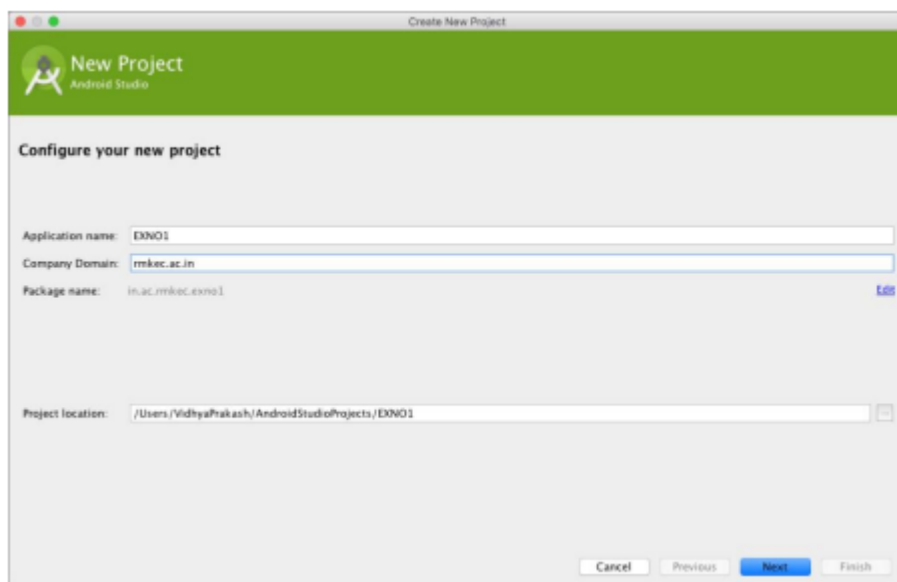 Create New Project
New Project
Android Studio
Configure your new project
Application name: EXNO1
Company Domain: rmkec.ac.in
Package name: in.ac.rmkec.exno1 Edit
Project location: /Users/VidhyaPrakash/AndroidStudioProjects/EXNO1 ...
Cancel Previous Next Finish